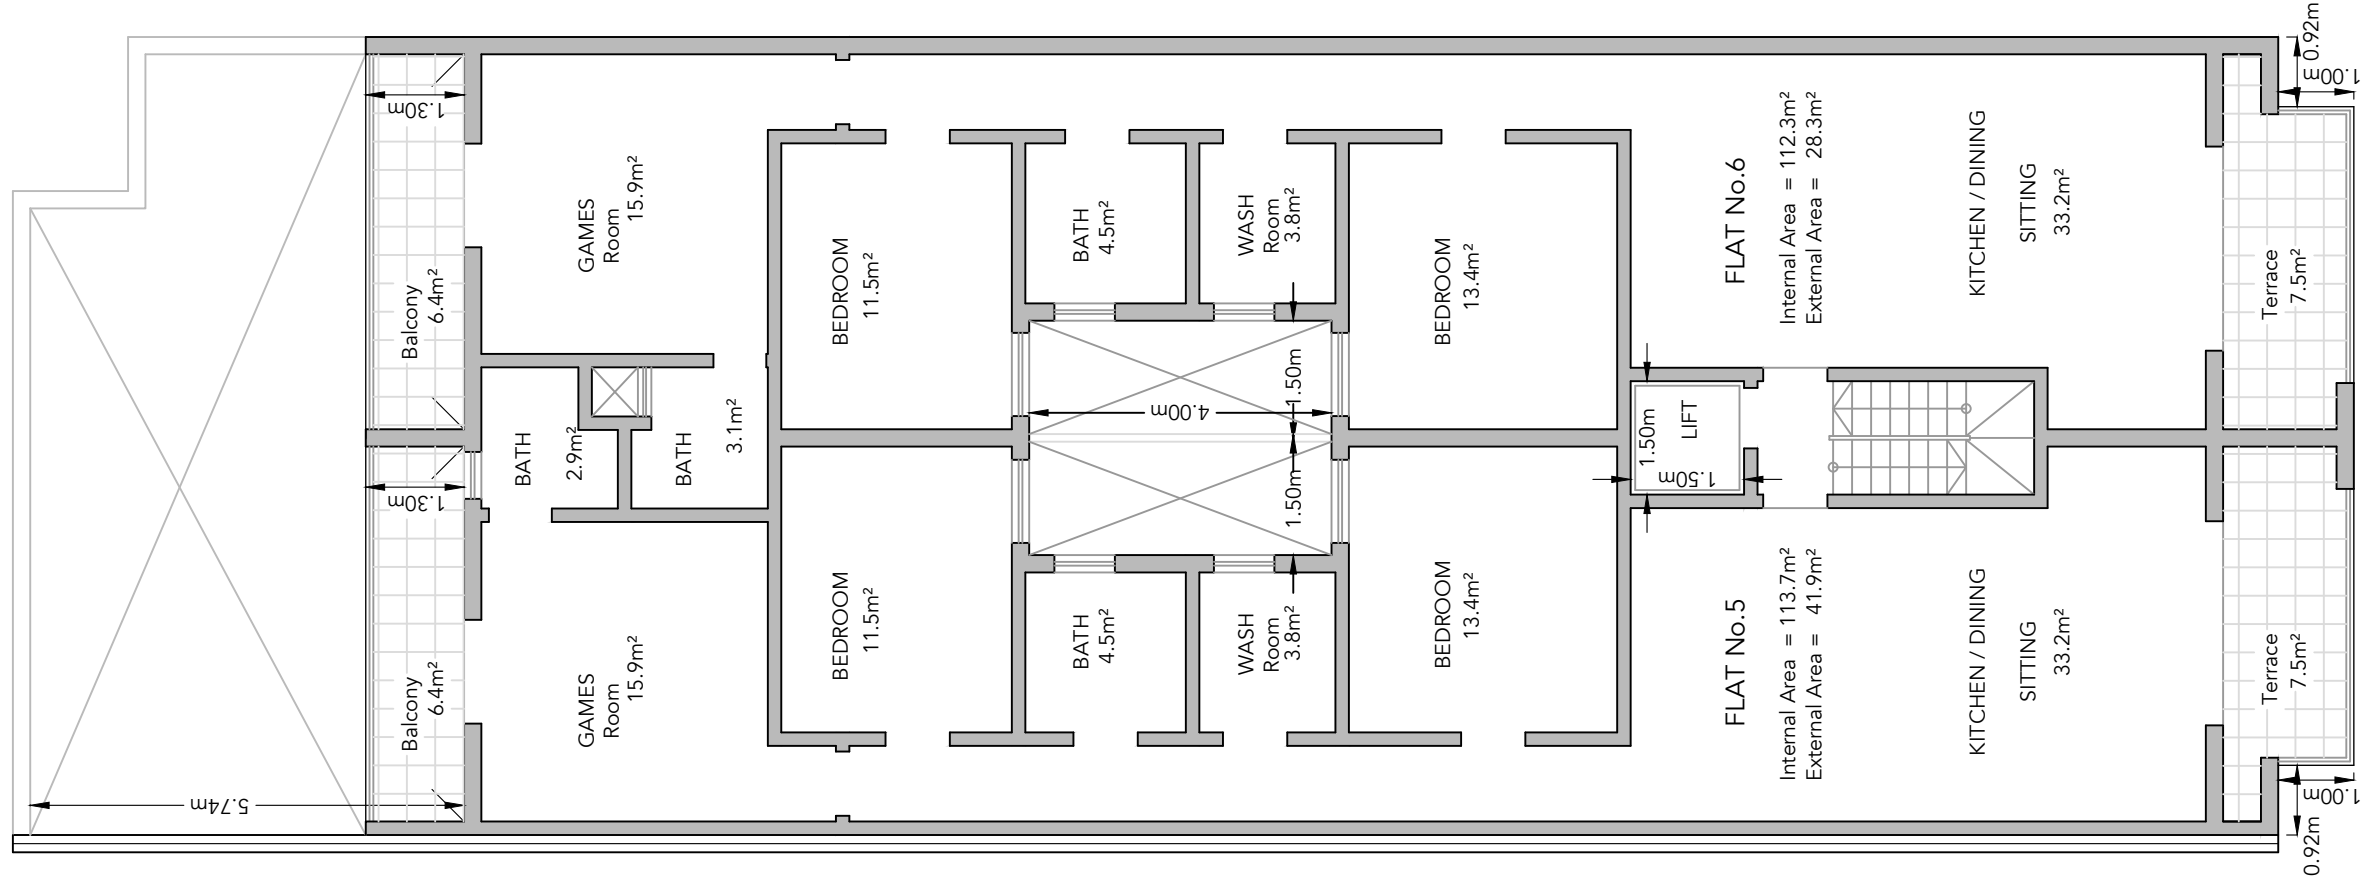 1.30m
1.30m
5.74m
Balcony
6.4m²
Balcony
6.4m²
GAMES
Room
15.9m²
GAMES
Room
15.9m²
BATH
2.9m²
BATH
3.1m²
BEDROOM
11.5m²
BEDROOM
11.5m²
BATH
4.5m²
BATH
4.5m²
WASH
Room
3.8m²
WASH
Room
3.8m²
4.00m
1.50m
1.50m
BEDROOM
13.4m²
BEDROOM
13.4m²
1.50m
1.50m
LIFT
FLAT No.6
Internal Area = 112.3m²
External Area = 28.3m²
FLAT No.5
Internal Area = 113.7m²
External Area = 41.9m²
KITCHEN / DINING
SITTING
33.2m²
KITCHEN / DINING
SITTING
33.2m²
Terrace
7.5m²
Terrace
7.5m²
0.92m
1.00m
1.00m
0.92m